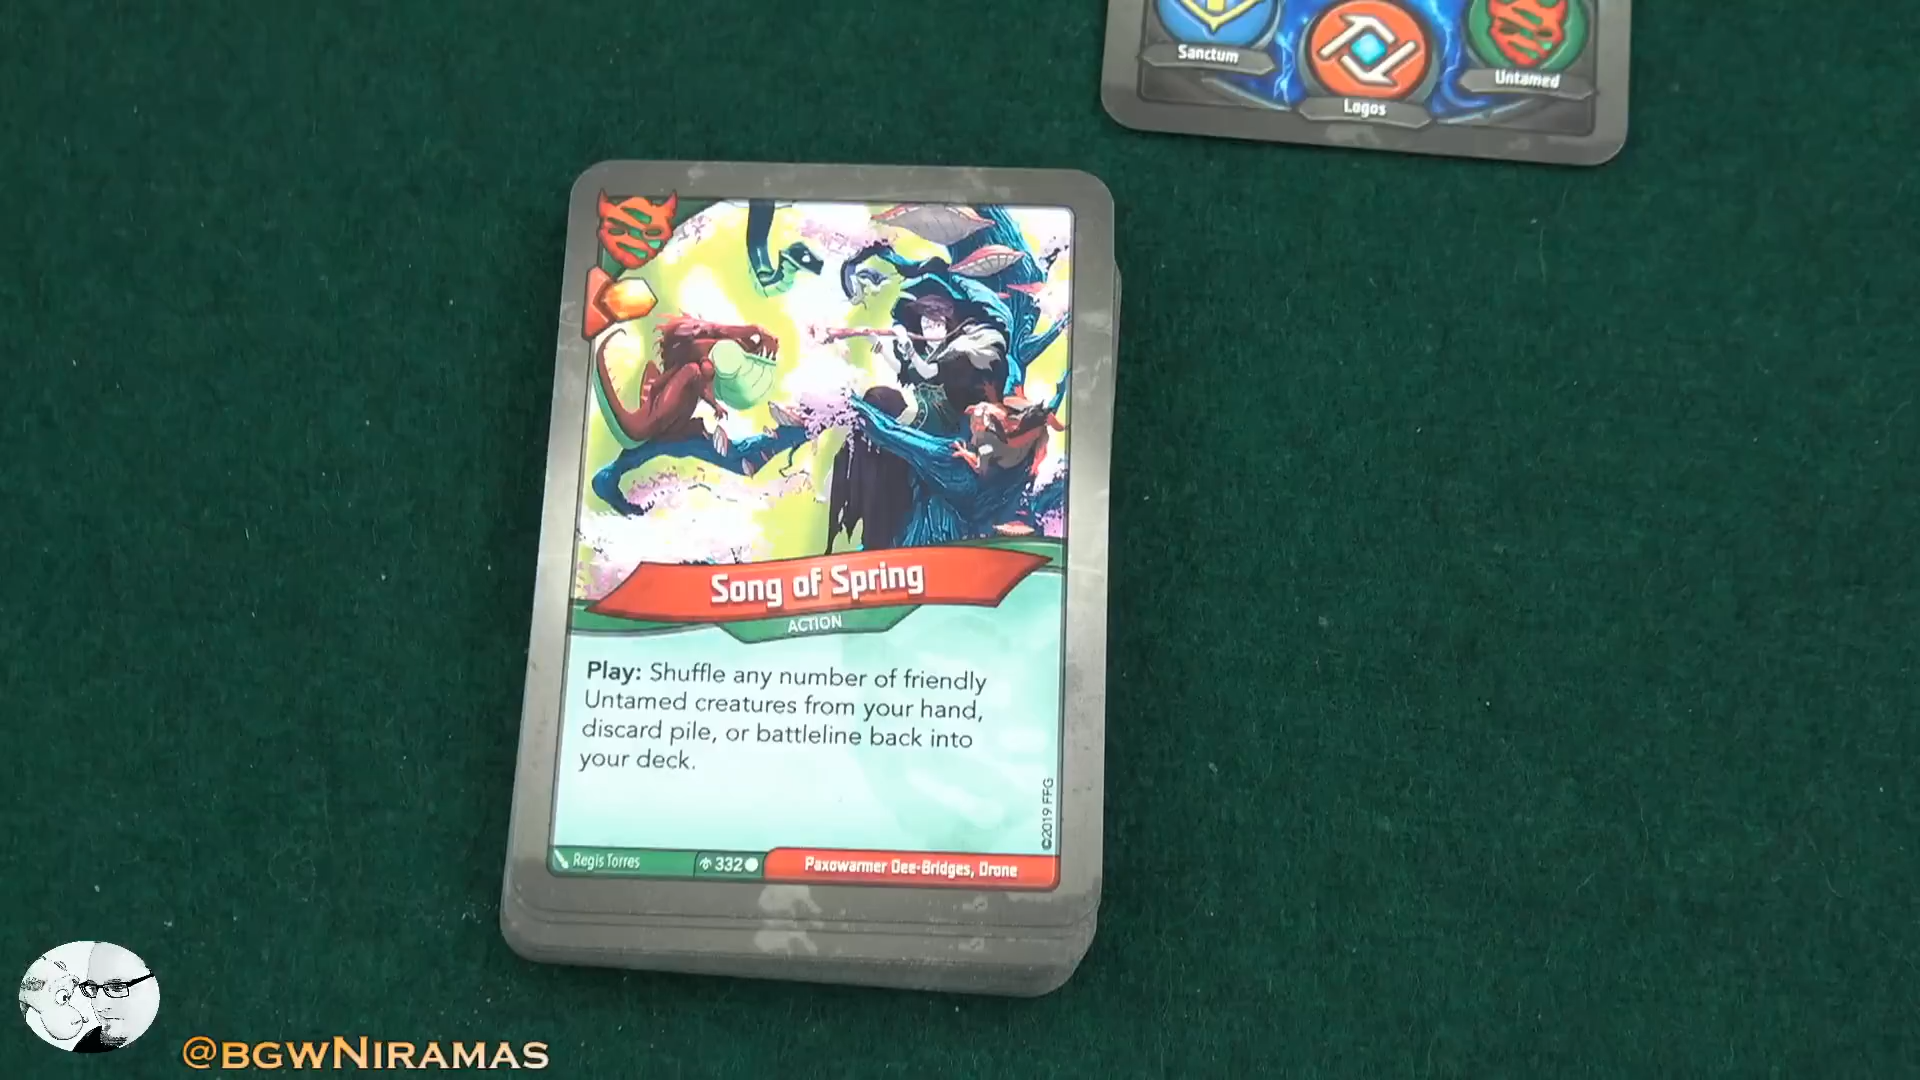 Sanctum
Logos
Untamed
Song of Spring
ACTION
Play: Shuffle any number of friendly
Untamed creatures from your hand,
discard pile, or battleline back into
your deck.
©2019 FFG
Regis Torres
332
Paxowarmer Dee-Bridges, Drone
@BGWNIRAMAS